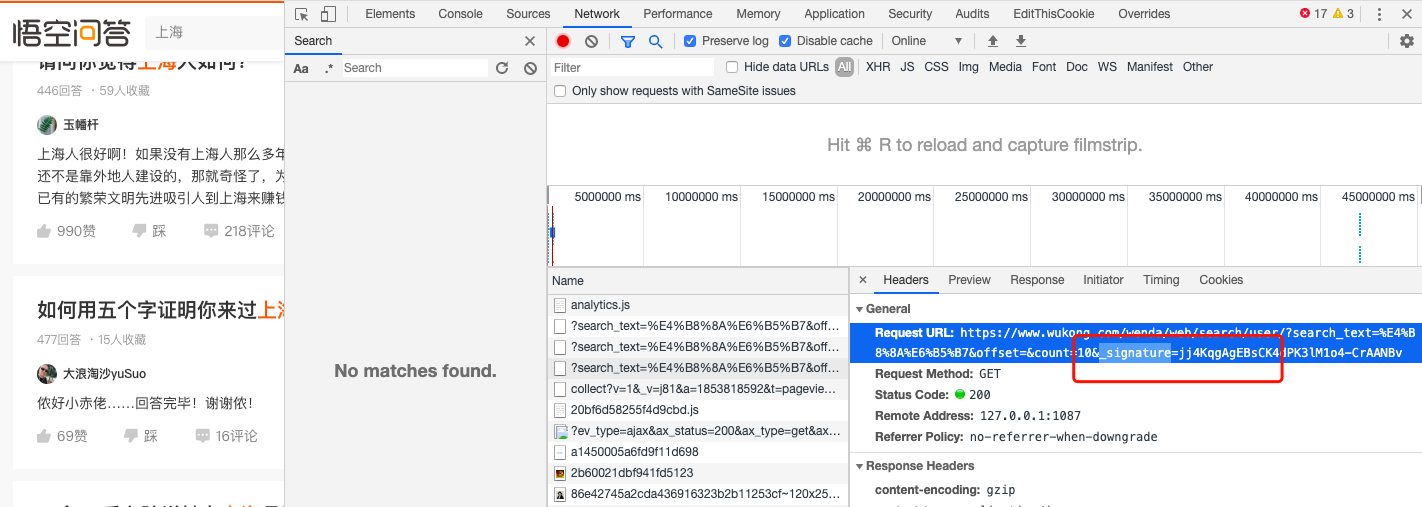 悟空问答
上海
请问你觉得上海人如何？
446回答 · 59人收藏
玉幡杆
上海人很好啊！如果没有上海人那么多年
还不是靠外地人建设的，那就奇怪了，为
已有的繁荣文明先进吸引人到上海来赚钱
990赞 踩 218评论
如何用五个字证明你来过上海
477回答 · 15人收藏
大浪淘沙yuSuo
侬好小赤佬……回答完毕！谢谢侬！
69赞 踩 16评论
Elements Console Sources Network Performance Memory Application Security Audits EditThisCookie Overrides 17 3
Search
Aa .* Search
No matches found.
Preserve log Disable cache Online
Filter Hide data URLs All XHR JS CSS Img Media Font Doc WS Manifest Other
Only show requests with SameSite issues
Hit ⌘ R to reload and capture filmstrip.
5000000 ms 10000000 ms 15000000 ms 20000000 ms 25000000 ms 30000000 ms 35000000 ms 40000000 ms 45000000 ms
Name
analytics.js
?search_text=%E4%B8%8A%E6%B5%B7&off…
?search_text=%E4%B8%8A%E6%B5%B7&off…
?search_text=%E4%B8%8A%E6%B5%B7&off…
collect?v=1&_v=j81&a=1853818592&t=pagevie…
20bf6d58255f4d9cbd.js
?ev_type=ajax&ax_status=200&ax_type=get&ax…
a1450005a6fd9f11d698
2b60021dbf941fd5123
86e42745a2cda436916323b2b11253cf~120x25…
Headers Preview Response Initiator Timing Cookies
General
Request URL: https://www.wukong.com/wenda/web/search/user/?search_text=%E4%B
8%8A%E6%B5%B7&offset=&count=10&_signature=jj4KqgAgEBsCK4dPK3lM1o4-CrAANBv
Request Method: GET
Status Code: 200
Remote Address: 127.0.0.1:1087
Referrer Policy: no-referrer-when-downgrade
Response Headers
content-encoding: gzip